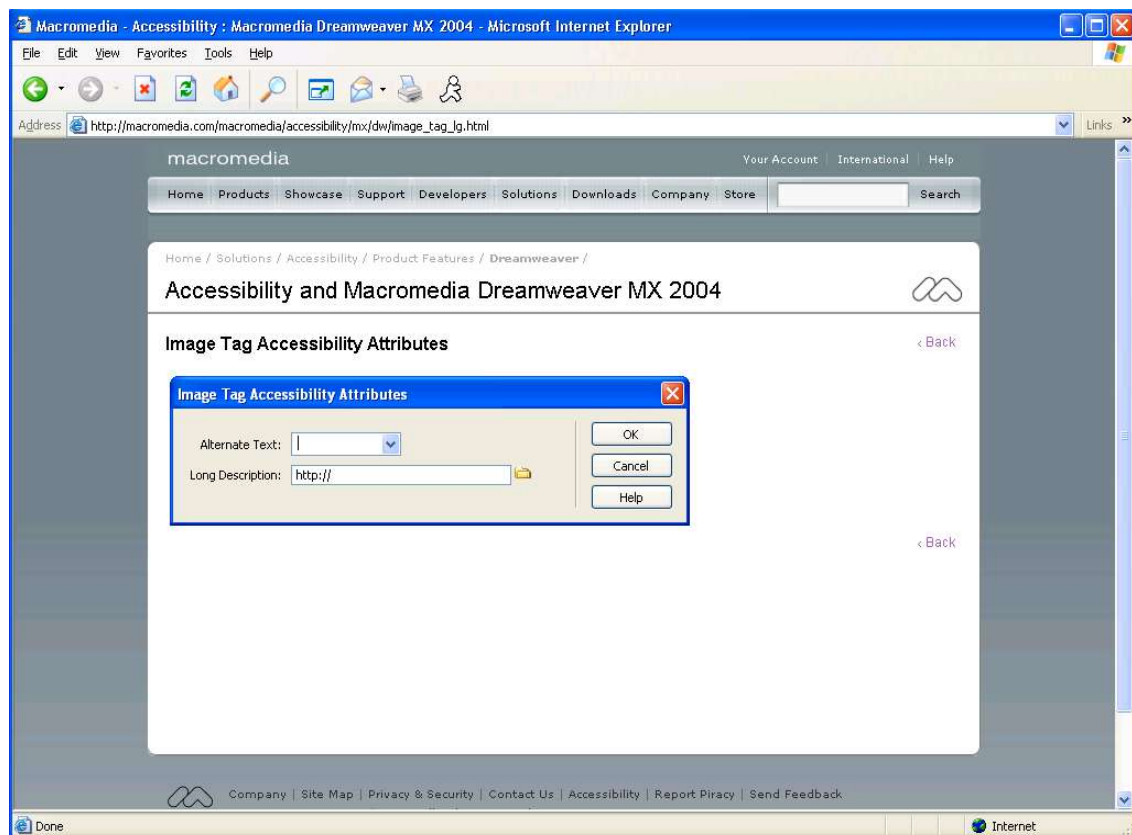 Macromedia - Accessibility : Macromedia Dreamweaver MX 2004 - Microsoft Internet Explorer
File Edit View Favorites Tools Help
Address http://macromedia.com/macromedia/accessibility/mx/dw/image_tag_lg.html Links »
macromedia Your Account | International | Help
Home Products Showcase Support Developers Solutions Downloads Company Store Search
Home / Solutions / Accessibility / Product Features / Dreamweaver /
Accessibility and Macromedia Dreamweaver MX 2004
Image Tag Accessibility Attributes ‹ Back
Image Tag Accessibility Attributes
Alternate Text: OK
Long Description: http:// Cancel
Help
‹ Back
Company | Site Map | Privacy & Security | Contact Us | Accessibility | Report Piracy | Send Feedback
Done Internet